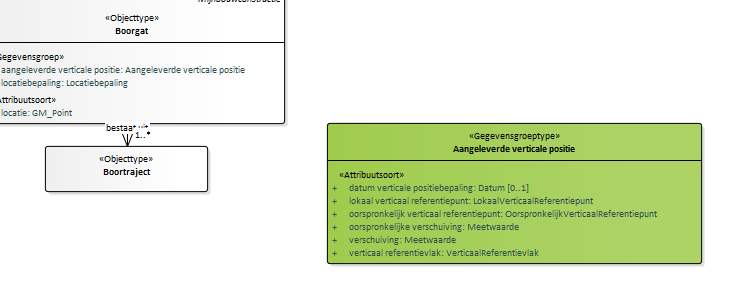 «Objecttype»
Boorgat
Gegevensgroep»
aangeleverde verticale positie: Aangeleverde verticale positie
locatiebepaling: Locatiebepaling
Attribuutsoort»
locatie: GM_Point
1..*
«Objecttype»
Boortraject
«Gegevensgroeptype»
Aangeleverde verticale positie
«Attribuutsoort»
+ datum verticale positiebepaling: Datum [0..1]
+ lokaal verticaal referentiepunt: LokaalVerticaalReferentiepunt
+ oorspronkelijk verticaal referentiepunt: OorspronkelijkVerticaalReferentiepunt
+ oorspronkelijke verschuiving: Meetwaarde
+ verschuiving: Meetwaarde
+ verticaal referentievlak: VerticaalReferentievlak